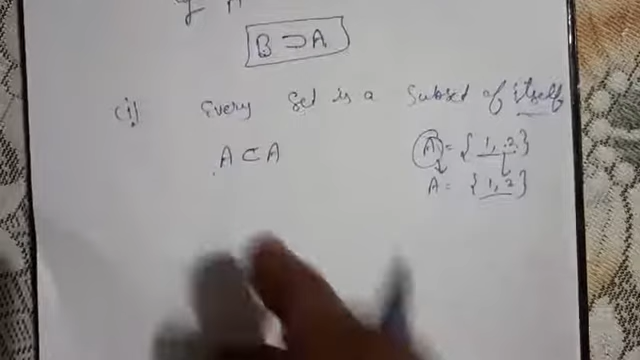 B ⊃ A
(i) Every Set is a Subset of itself
A ⊂ A A = {1, 2}
A = {1, 2}